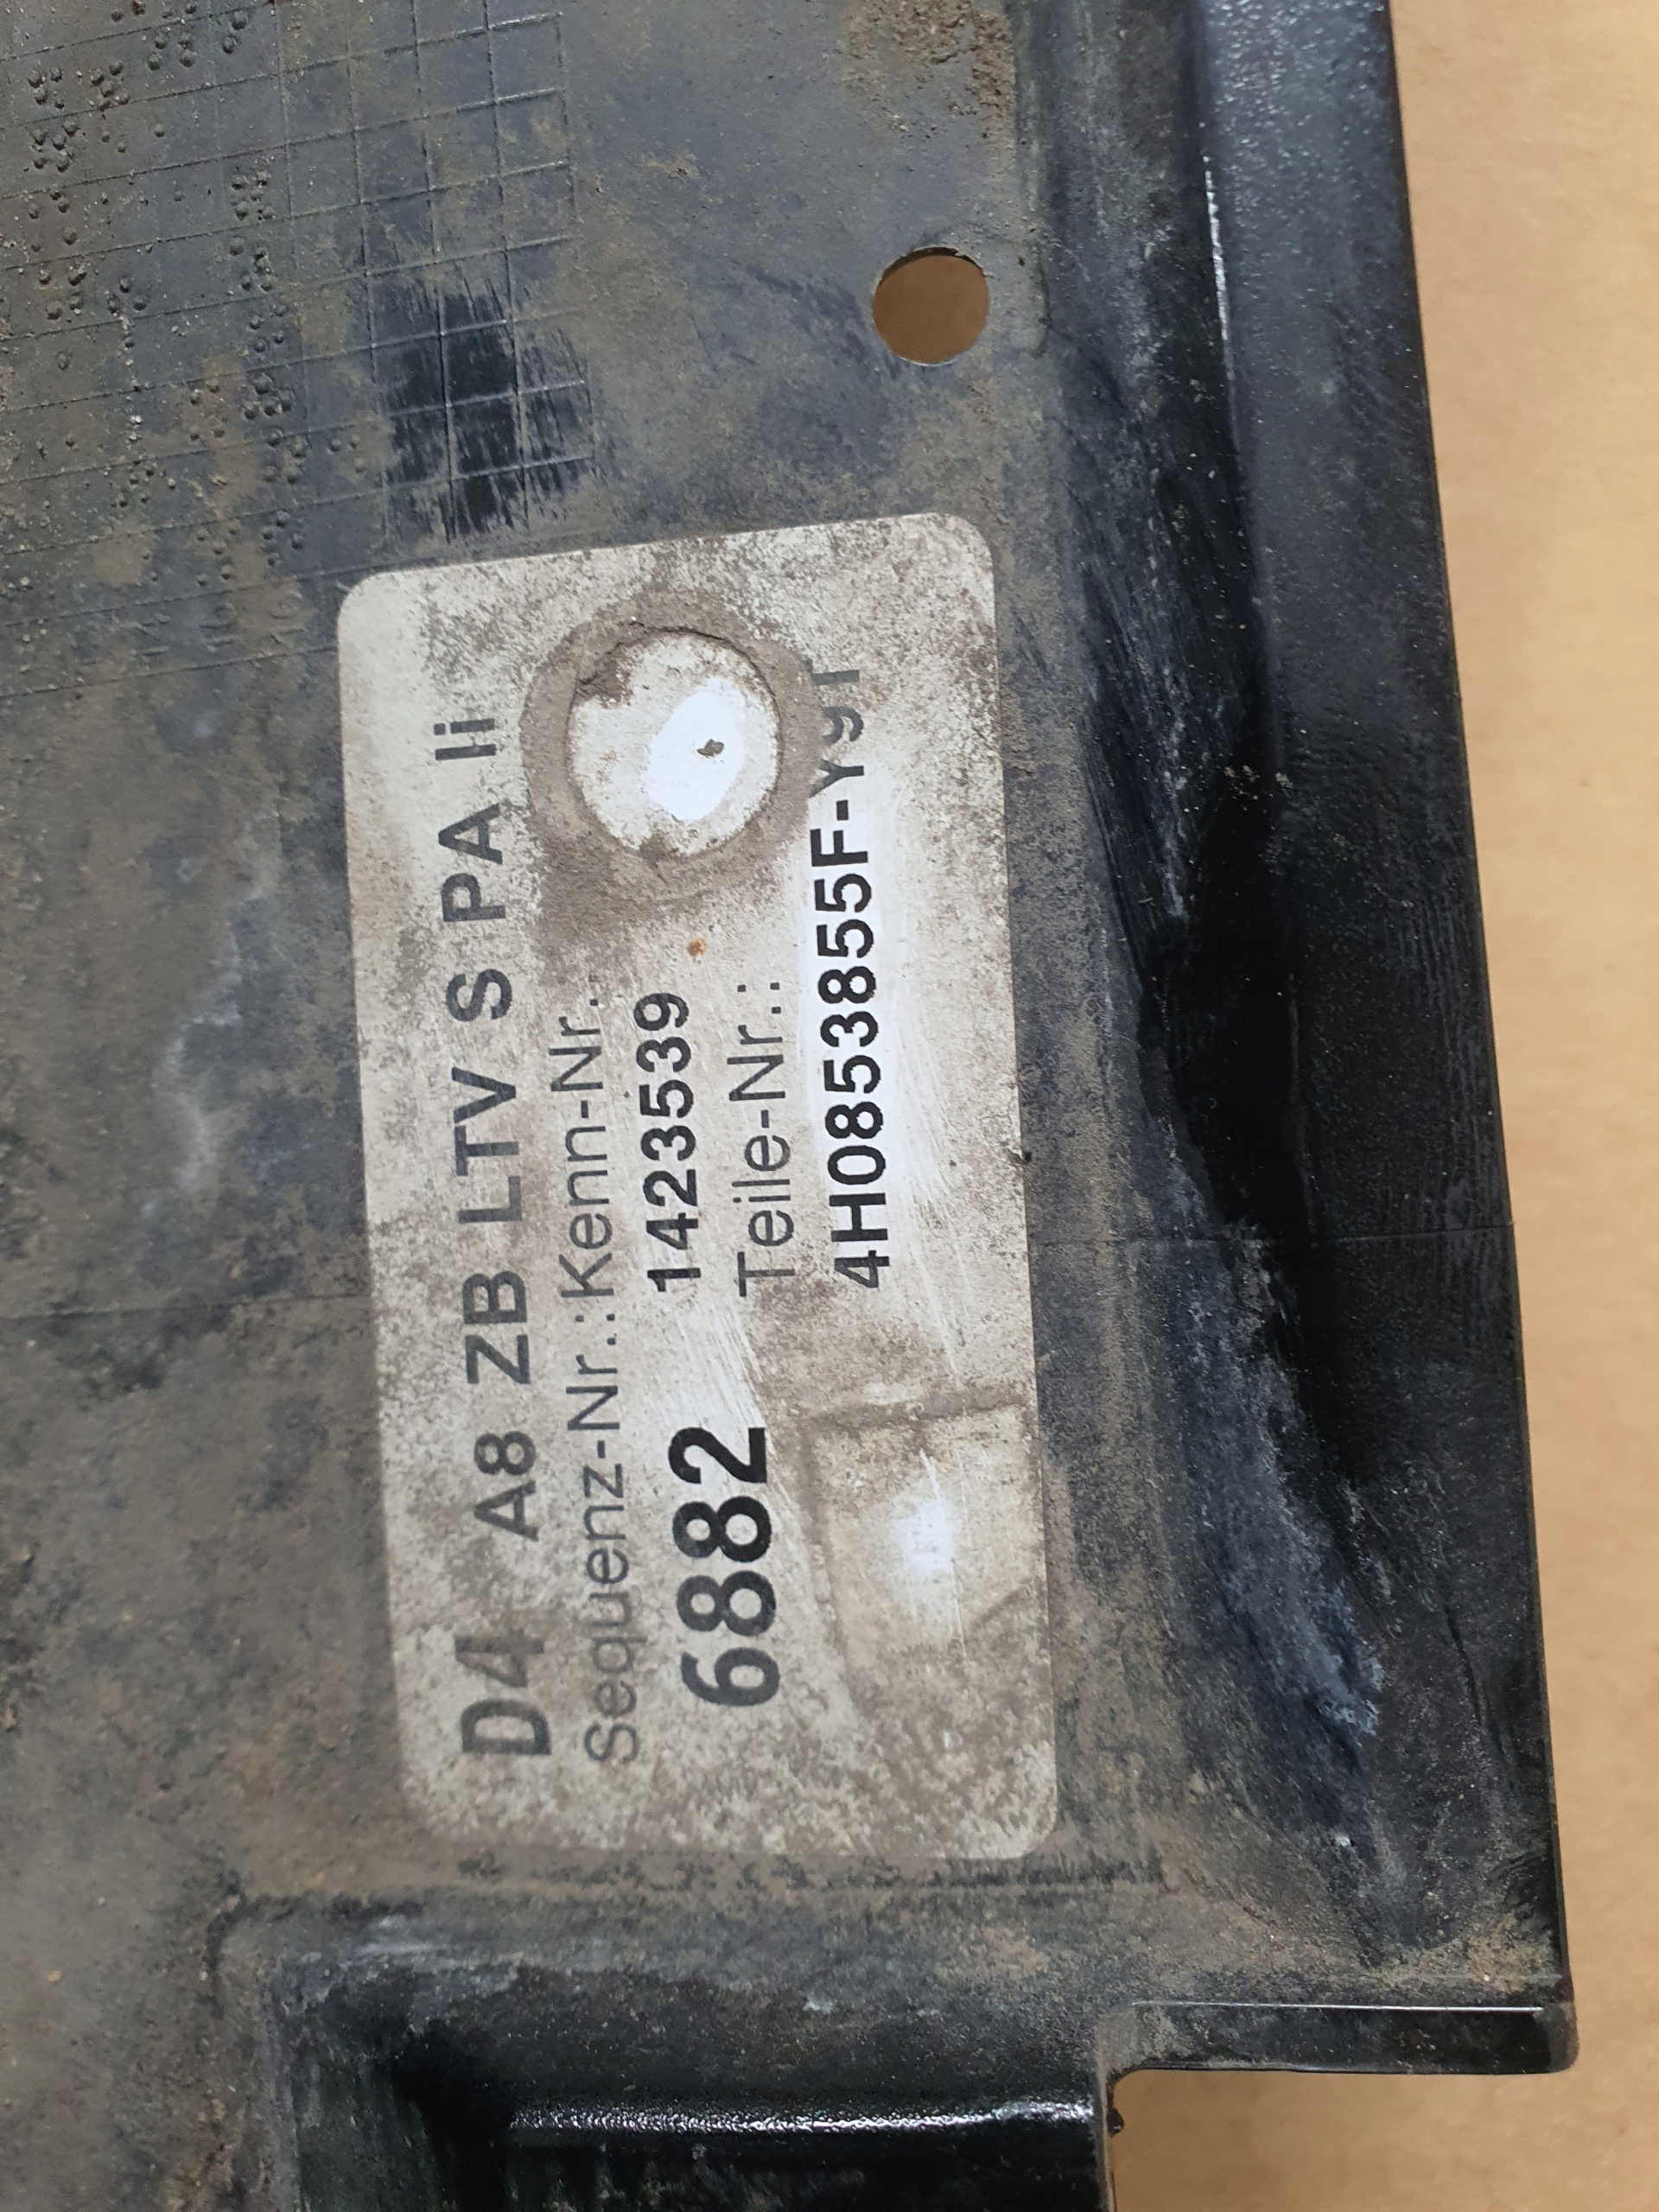 D4 A8 ZB LTV S PA li
Sequenz-Nr.:Kenn-Nr.:
6882 1423539
Teile-Nr.:
4H0853855F-Y9T